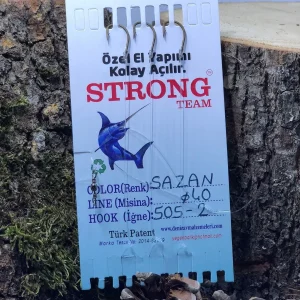 Özel El Yapımı
Kolay Açılır.
STRONG
TEAM
COLOR(Renk) SAZAN
LINE (Misina): Ø40
HOOK (İğne): 505-2
Türk Patent